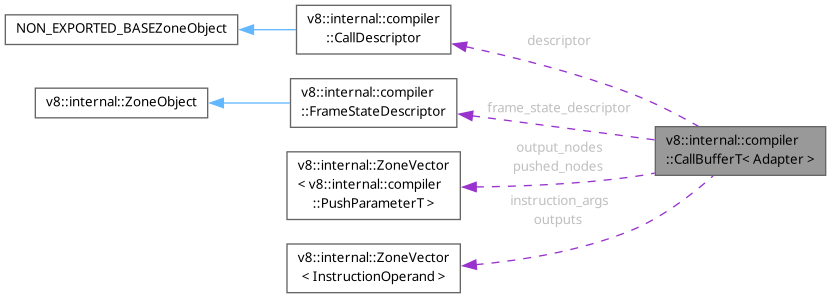 NON_EXPORTED_BASEZoneObject
v8::internal::compiler
::CallDescriptor
descriptor
v8::internal::ZoneObject
v8::internal::compiler
::FrameStateDescriptor
frame_state_descriptor
v8::internal::compiler
::CallBufferT< Adapter >
v8::internal::ZoneVector
< v8::internal::compiler
::PushParameterT >
output_nodes
pushed_nodes
v8::internal::ZoneVector
< InstructionOperand >
instruction_args
outputs